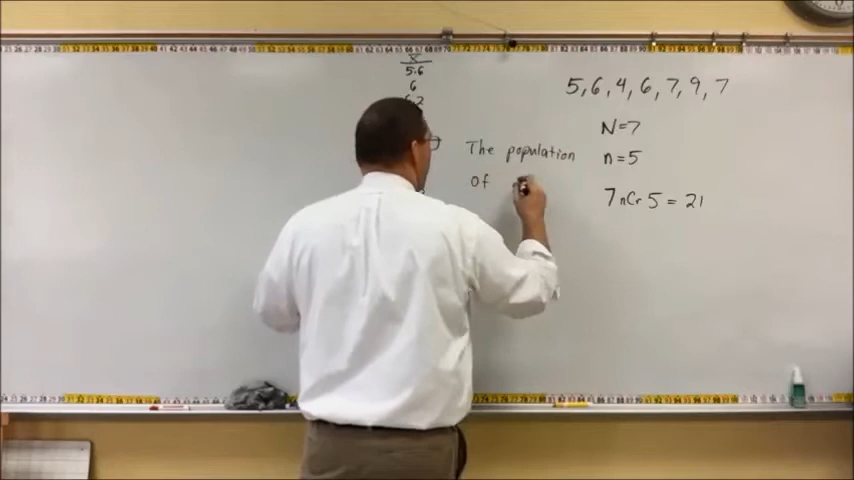 x̄
5.6
6
6.2
The population
of
5,6,4,6,7,9,7
N=7
n=5
7 nCr 5 = 21